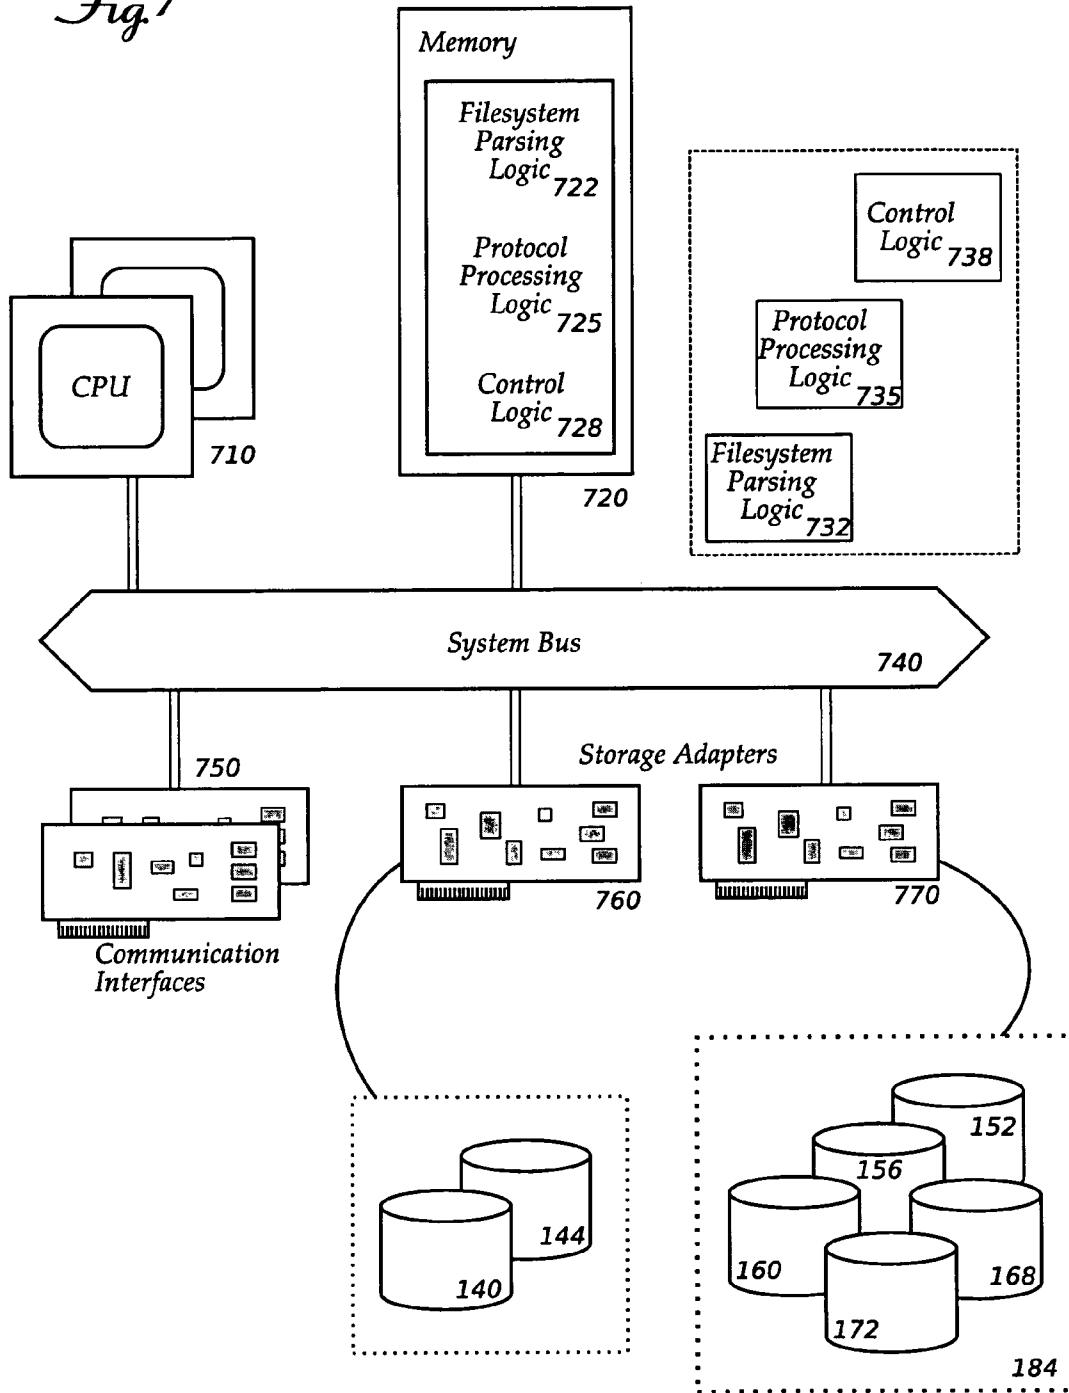 Fig. 7
Memory
Filesystem
Parsing
Logic 722
Protocol
Processing
Logic 725
Control
Logic 728
720
CPU
710
Control
Logic 738
Protocol
Processing
Logic 735
Filesystem
Parsing
Logic 732
System Bus
740
750
Communication
Interfaces
Storage Adapters
760
770
144
140
152
156
160
168
172
184